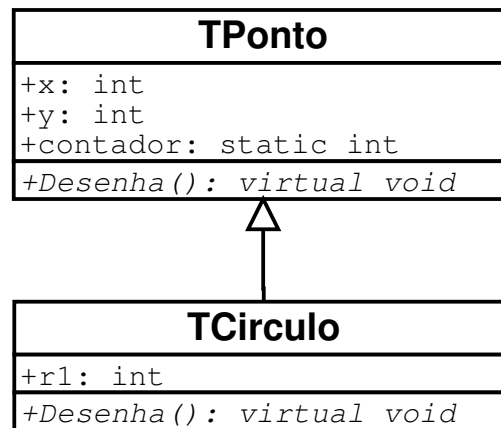 TPonto
+x: int
+y: int
+contador: static int
+Desenha(): virtual void
TCirculo
+r1: int
+Desenha(): virtual void